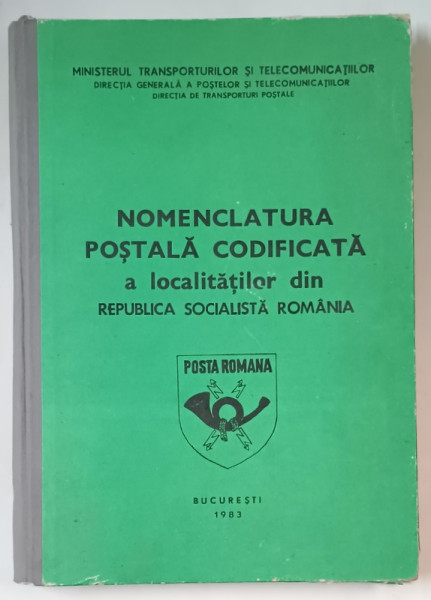 MINISTERUL TRANSPORTURILOR ȘI TELECOMUNICAȚIILOR
DIRECȚIA GENERALĂ A POȘTELOR ȘI TELECOMUNICAȚIILOR
DIRECȚIA DE TRANSPORTURI POȘTALE
NOMENCLATURA
POȘTALĂ CODIFICATĂ
a localităților din
REPUBLICA SOCIALISTĂ ROMÂNIA
POSTA ROMANA
BUCUREȘTI
1983